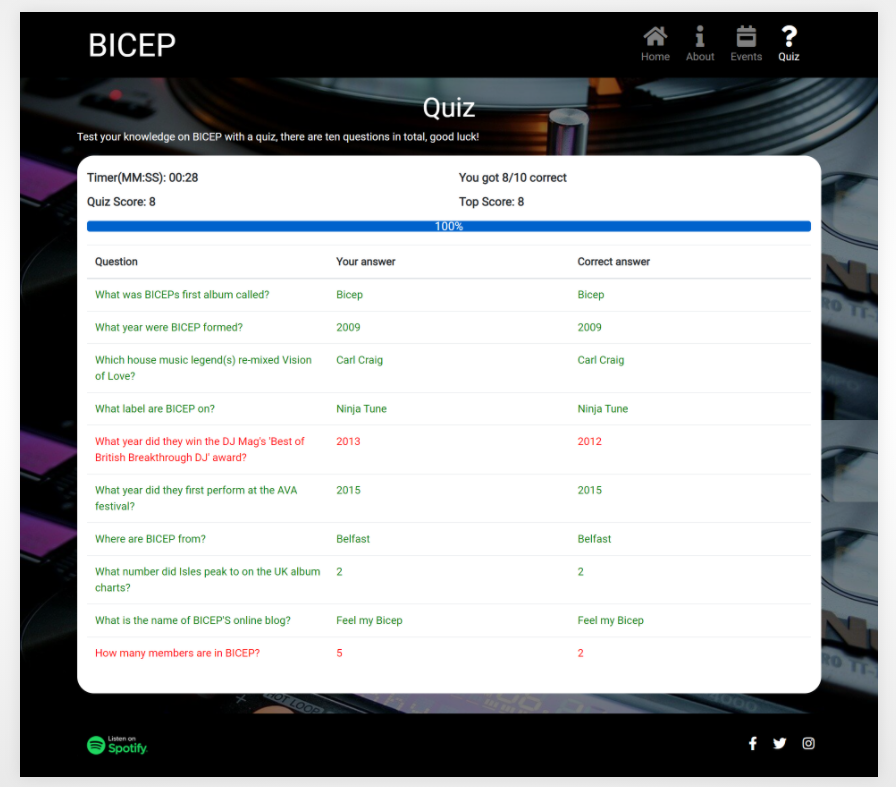 BICEP
Home About Events Quiz
Quiz
Test your knowledge on BICEP with a quiz, there are ten questions in total, good luck!
Timer(MM:SS): 00:28 You got 8/10 correct
Quiz Score: 8 Top Score: 8
100%
Question Your answer Correct answer
What was BICEPs first album called? Bicep Bicep
What year were BICEP formed? 2009 2009
Which house music legend(s) re-mixed Vision Carl Craig Carl Craig
of Love?
What label are BICEP on? Ninja Tune Ninja Tune
What year did they win the DJ Mag's 'Best of 2013 2012
British Breakthrough DJ' award?
What year did they first perform at the AVA 2015 2015
festival?
Where are BICEP from? Belfast Belfast
What number did Isles peak to on the UK album 2 2
charts?
What is the name of BICEP'S online blog? Feel my Bicep Feel my Bicep
How many members are in BICEP? 5 2
HOT LOOP
Listen on
Spotify